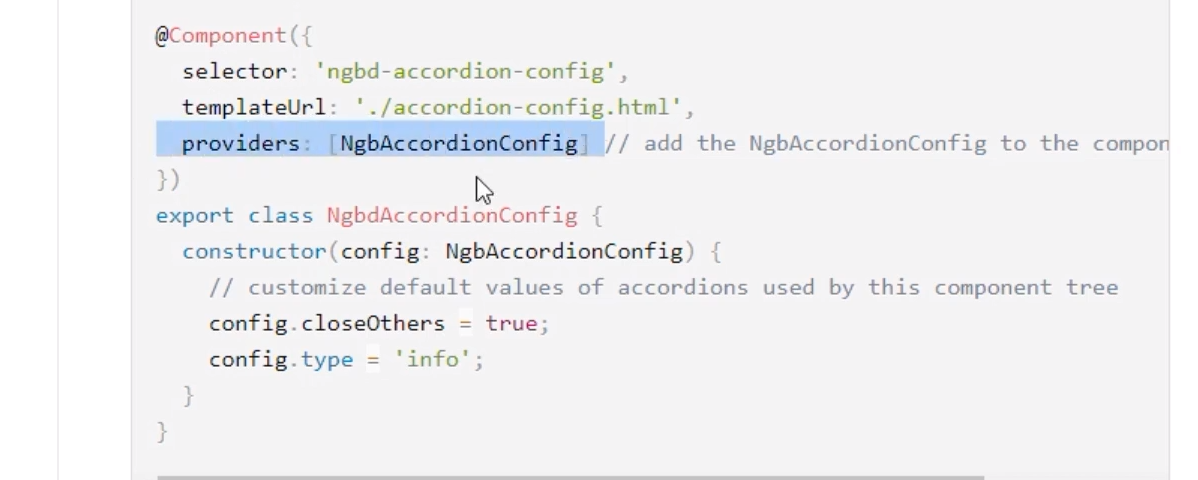 @Component({
selector: 'ngbd-accordion-config',
templateUrl: './accordion-config.html',
providers: [NgbAccordionConfig] // add the NgbAccordionConfig to the compon
})
export class NgbdAccordionConfig {
constructor(config: NgbAccordionConfig) {
// customize default values of accordions used by this component tree
config.closeOthers = true;
config.type = 'info';
}
}